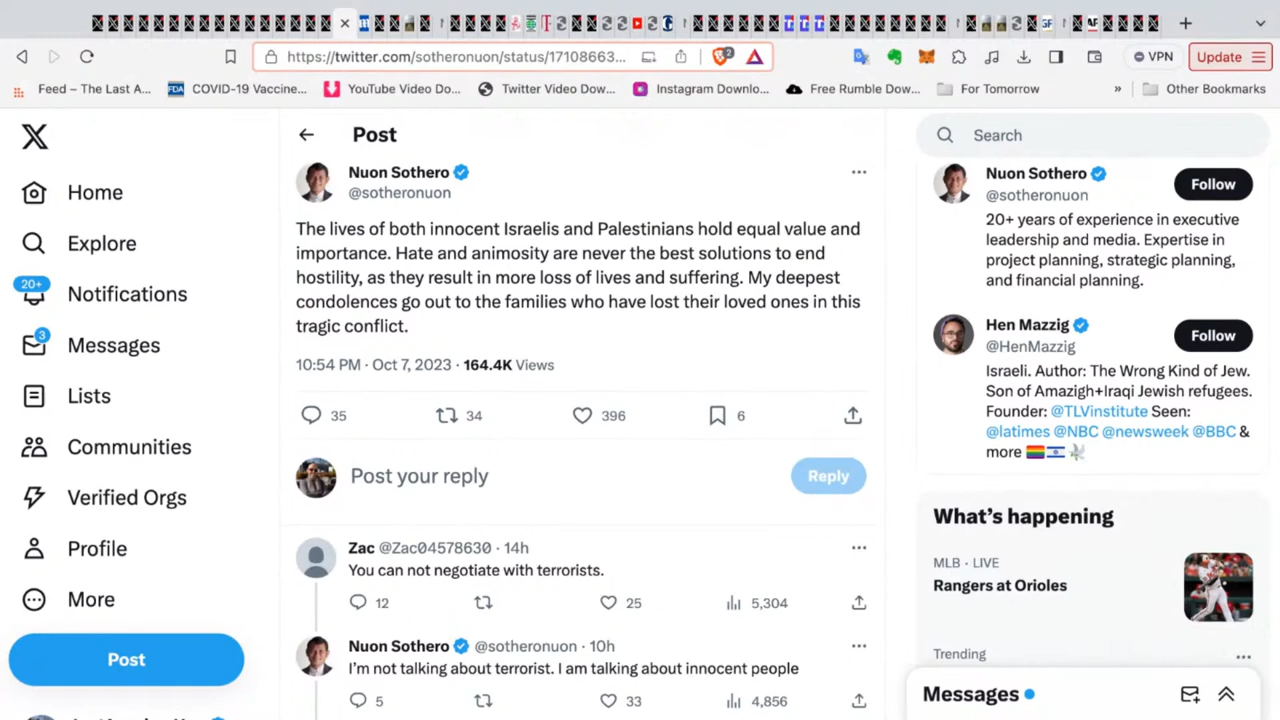 https://twitter.com/sotheronuon/status/17108663...
2
VPN
Update
Feed – The Last A...
FDA
COVID-19 Vaccine...
YouTube Video Do...
Twitter Video Dow...
Instagram Downlo...
Free Rumble Dow...
For Tomorrow
»
Other Bookmarks
Home
Explore
20+
Notifications
3
Messages
Lists
Communities
Verified Orgs
Profile
More
Post
Post
Nuon Sothero
@sotheronuon
The lives of both innocent Israelis and Palestinians hold equal value and
importance. Hate and animosity are never the best solutions to end
hostility, as they result in more loss of lives and suffering. My deepest
condolences go out to the families who have lost their loved ones in this
tragic conflict.
10:54 PM · Oct 7, 2023 · 164.4K Views
35
34
396
6
Post your reply
Reply
Zac @Zac04578630 · 14h
You can not negotiate with terrorists.
12
25
5,304
Nuon Sothero @sotheronuon · 10h
I'm not talking about terrorist. I am talking about innocent people
5
33
4,856
Search
Nuon Sothero
@sotheronuon
Follow
20+ years of experience in executive
leadership and media. Expertise in
project planning, strategic planning,
and financial planning.
Hen Mazzig
@HenMazzig
Follow
Israeli. Author: The Wrong Kind of Jew.
Son of Amazigh+Iraqi Jewish refugees.
Founder: @TLVinstitute Seen:
@latimes @NBC @newsweek @BBC &
more
What's happening
MLB · LIVE
Rangers at Orioles
Trending
Messages